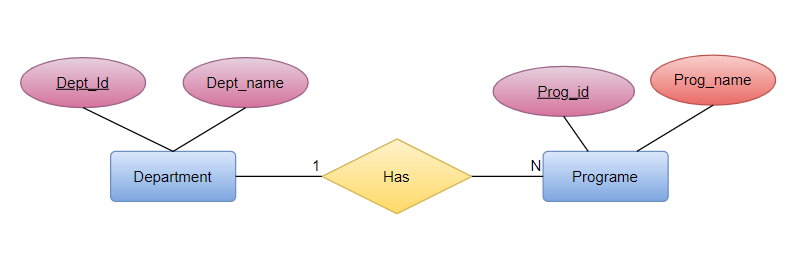 Dept_Id
Dept_name
Prog_id
Prog_name
Department
1
Has
N
Programe